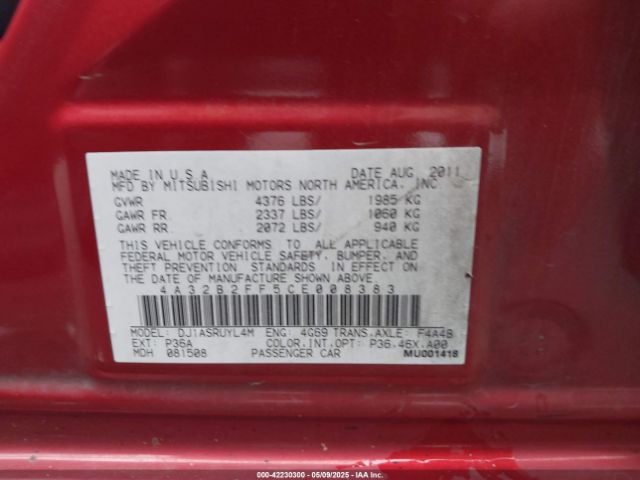 MADE IN U.S.A. DATE AUG 2011
MFD BY MITSUBISHI MOTORS NORTH AMERICA, INC
GVWR 4376 LBS/ 1985 KG
GAWR FR. 2337 LBS/ 1060 KG
GAWR RR. 2072 LBS/ 940 KG
THIS VEHICLE CONFORMS TO ALL APPLICABLE
FEDERAL MOTOR VEHICLE SAFETY, BUMPER, AND
THEFT PREVENTION STANDARDS IN EFFECT ON
THE DATE OF MANUFACTURE SHOWN ABOVE.
4A32B2FF5CE008383
MODEL: DJ1ASRUYL4M ENG: 4G69 TRANS.AXLE: F4A4B
EXT: P36A COLOR.INT.OPT: P36.46X.A00
MDH 081508 PASSENGER CAR MU001418
000-42230300 - 05/09/2025 - IAAI.COM